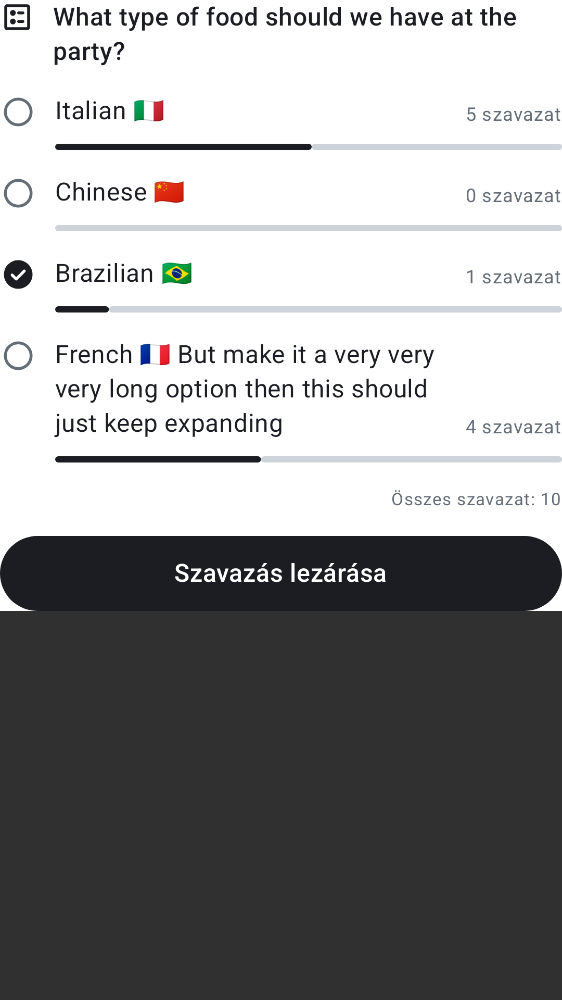 What type of food should we have at the
party?
Italian 🇮🇹
5 szavazat
Chinese 🇨🇳
0 szavazat
Brazilian 🇧🇷
1 szavazat
French 🇫🇷 But make it a very very
very long option then this should
just keep expanding
4 szavazat
Összes szavazat: 10
Szavazás lezárása